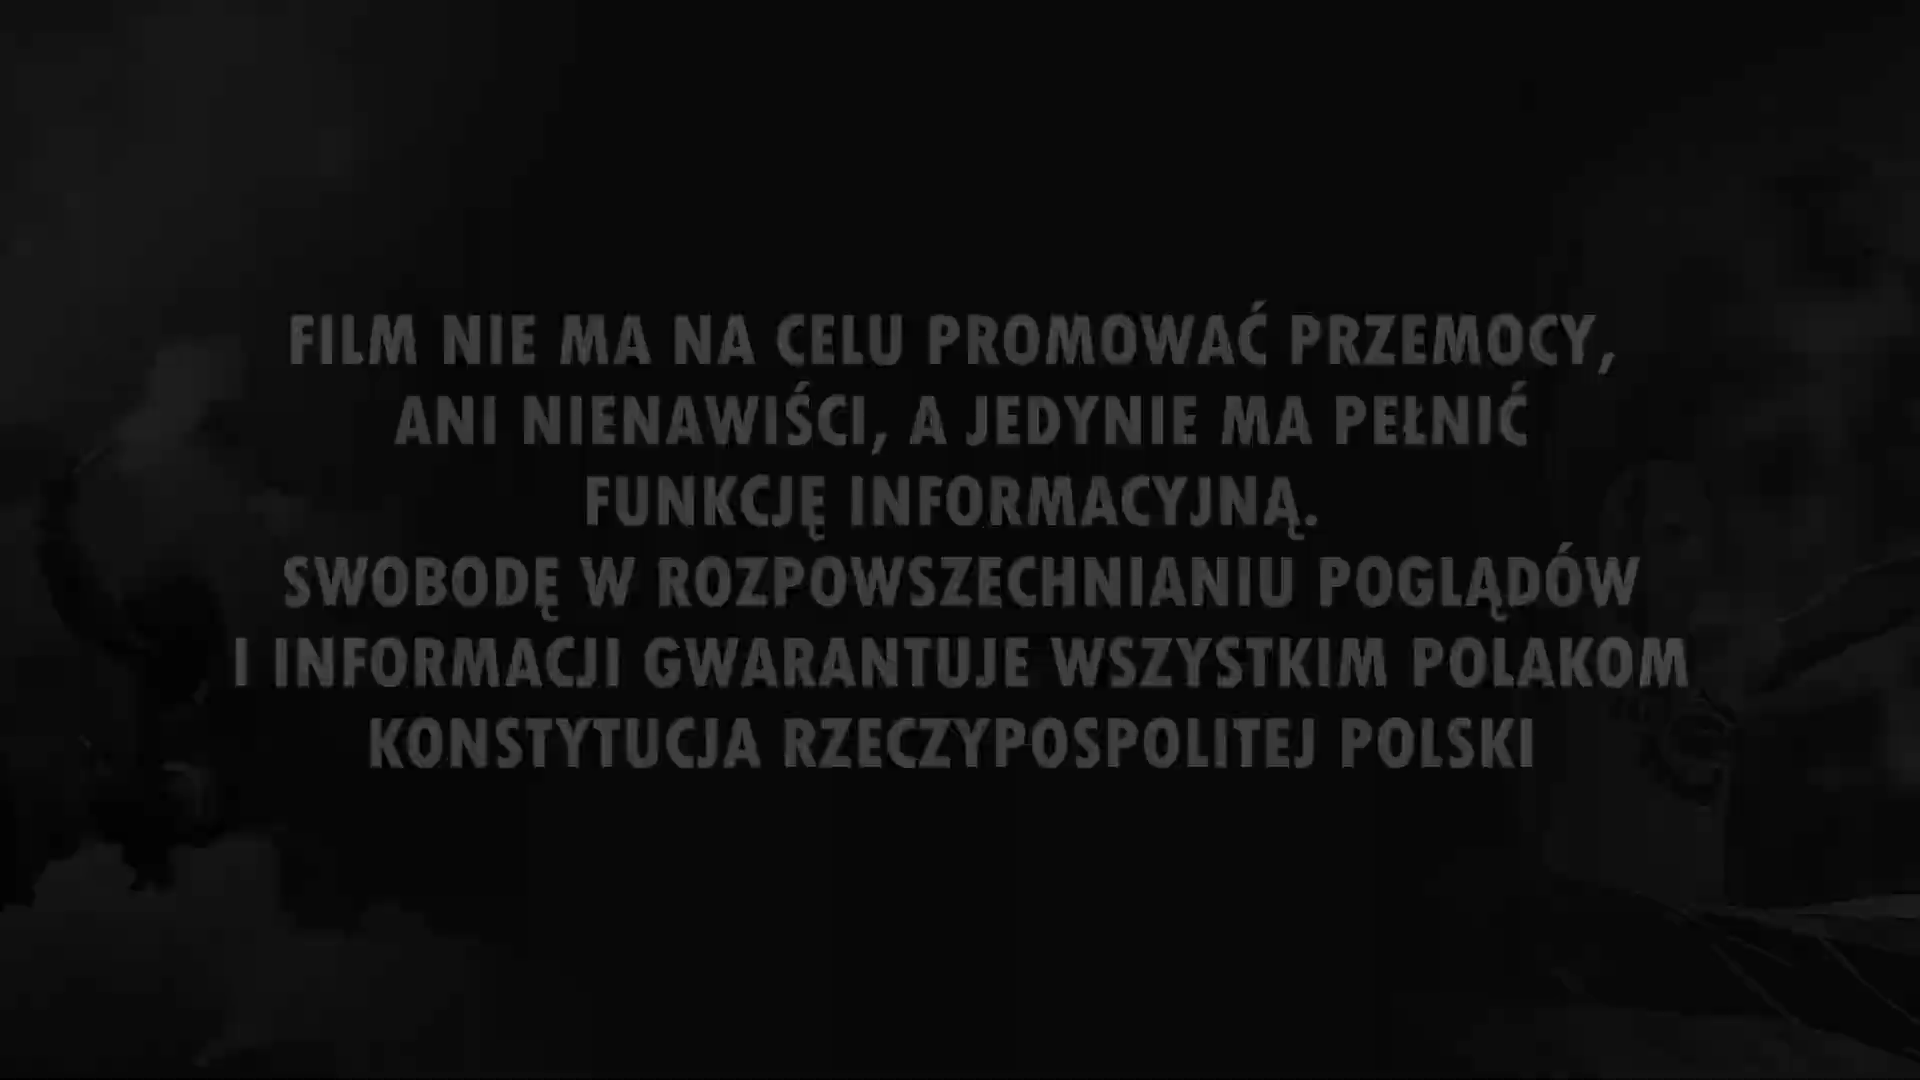 FILM NIE MA NA CELU PROMOWAĆ PRZEMOCY,
ANI NIENAWIŚCI, A JEDYNIE MA PEŁNIĆ
FUNKCJĘ INFORMACYJNĄ.
SWOBODĘ W ROZPOWSZECHNIANIU POGLĄDÓW
I INFORMACJI GWARANTUJE WSZYSTKIM POLAKOM
KONSTYTUCJA RZECZYPOSPOLITEJ POLSKI